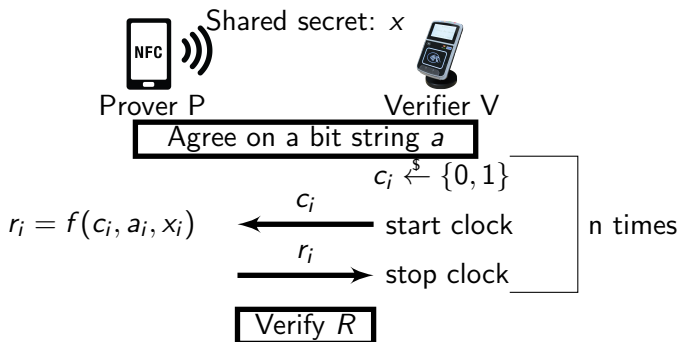 Shared secret: x
NFC
Prover P
Verifier V
Agree on a bit string a
c_i ←$ {0, 1}
c_i
r_i = f(c_i, a_i, x_i)
start clock
n times
r_i
stop clock
Verify R